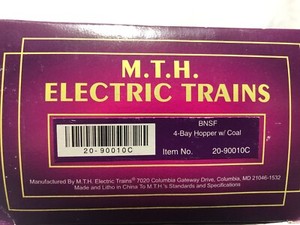 M.T.H.
ELECTRIC TRAINS
BNSF
4-Bay Hopper w/ Coal
20-90010C
Item No. 20-90010C
Manufactured By M.T.H. Electric Trains® 7020 Columbia Gateway Drive, Columbia, MD 21046-1532
Made and Litho in China To M.T.H.'s Standards and Specifications